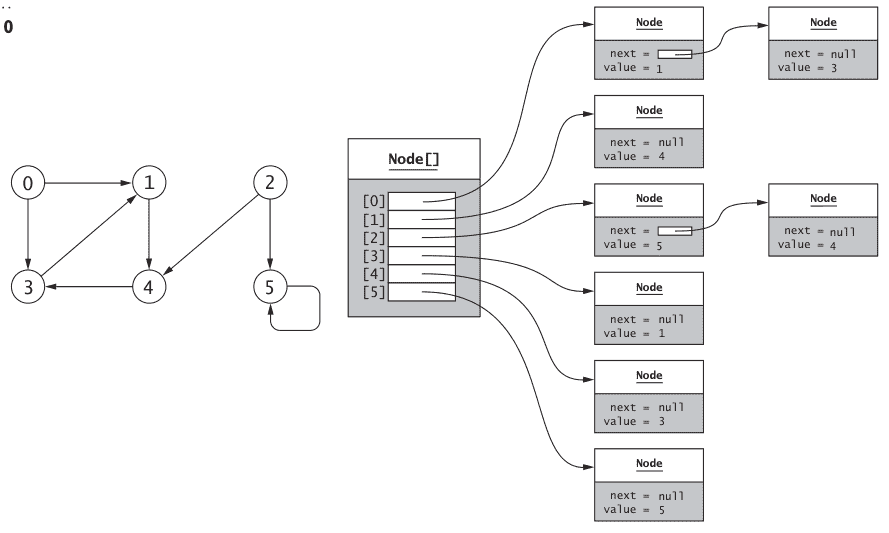 ..
0
0
1
2
3
4
5
Node[]
[0]
[1]
[2]
[3]
[4]
[5]
Node
next =
value = 1
Node
next = null
value = 3
Node
next = null
value = 4
Node
next =
value = 5
Node
next = null
value = 4
Node
next = null
value = 1
Node
next = null
value = 3
Node
next = null
value = 5